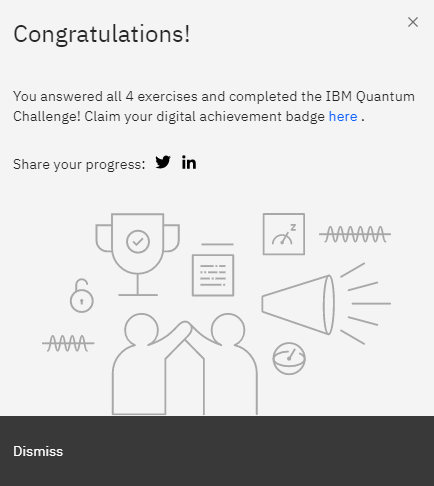 Congratulations!
You answered all 4 exercises and completed the IBM Quantum
Challenge! Claim your digital achievement badge here .
Share your progress:
z
Dismiss